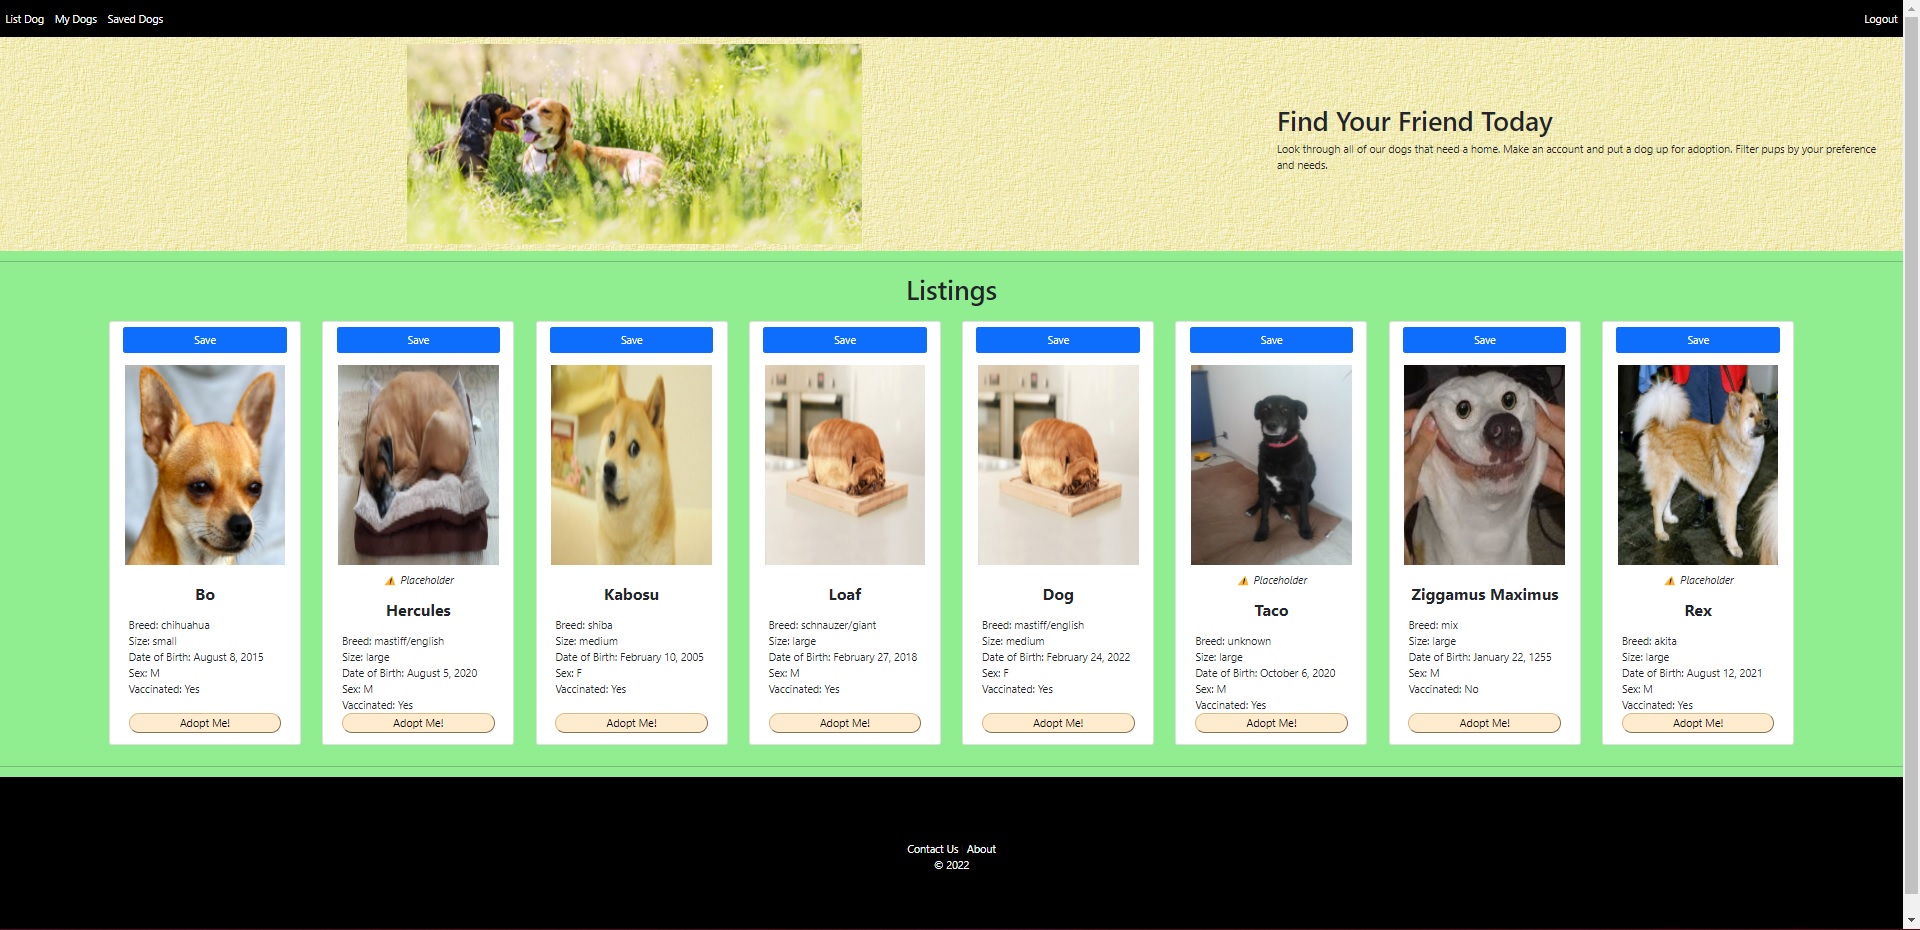 List Dog My Dogs Saved Dogs Logout
Find Your Friend Today
Look through all of our dogs that need a home. Make an account and put a dog up for adoption. Filter pups by your preference
and needs.
Listings
Save
Bo
Breed: chihuahua
Size: small
Date of Birth: August 8, 2015
Sex: M
Vaccinated: Yes
Adopt Me!
Save
⚠ Placeholder
Hercules
Breed: mastiff/english
Size: large
Date of Birth: August 5, 2020
Sex: M
Vaccinated: Yes
Adopt Me!
Save
Kabosu
Breed: shiba
Size: medium
Date of Birth: February 10, 2005
Sex: F
Vaccinated: Yes
Adopt Me!
Save
Loaf
Breed: schnauzer/giant
Size: large
Date of Birth: February 27, 2018
Sex: M
Vaccinated: Yes
Adopt Me!
Save
Dog
Breed: mastiff/english
Size: medium
Date of Birth: February 24, 2022
Sex: F
Vaccinated: Yes
Adopt Me!
Save
⚠ Placeholder
Taco
Breed: unknown
Size: large
Date of Birth: October 6, 2020
Sex: M
Vaccinated: Yes
Adopt Me!
Save
Ziggamus Maximus
Breed: mix
Size: large
Date of Birth: January 22, 1255
Sex: M
Vaccinated: No
Adopt Me!
Save
⚠ Placeholder
Rex
Breed: akita
Size: large
Date of Birth: August 12, 2021
Sex: M
Vaccinated: Yes
Adopt Me!
Contact Us About
© 2022